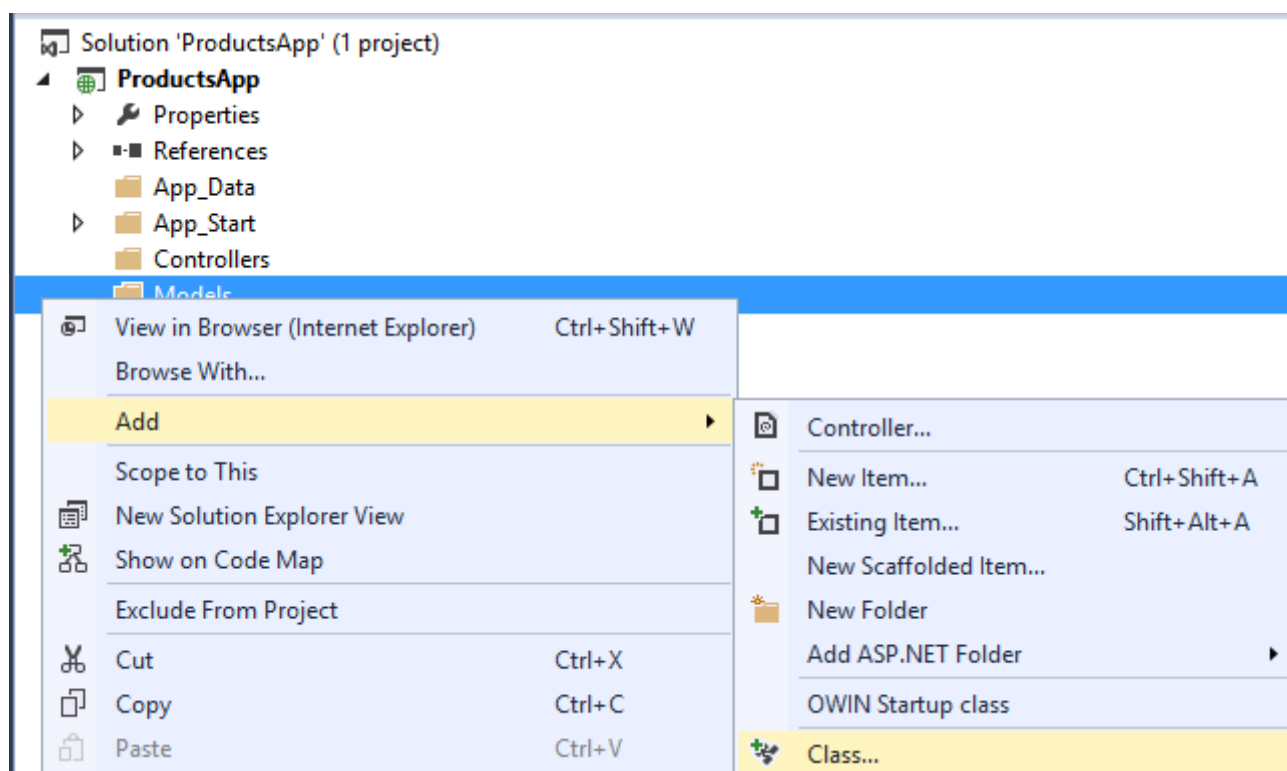 Solution 'ProductsApp' (1 project)
ProductsApp
Properties
References
App_Data
App_Start
Controllers
Models
View in Browser (Internet Explorer) Ctrl+Shift+W
Browse With...
Add
Scope to This
New Solution Explorer View
Show on Code Map
Exclude From Project
Cut Ctrl+X
Copy Ctrl+C
Paste Ctrl+V
Controller...
New Item... Ctrl+Shift+A
Existing Item... Shift+Alt+A
New Scaffolded Item...
New Folder
Add ASP.NET Folder
OWIN Startup class
Class...